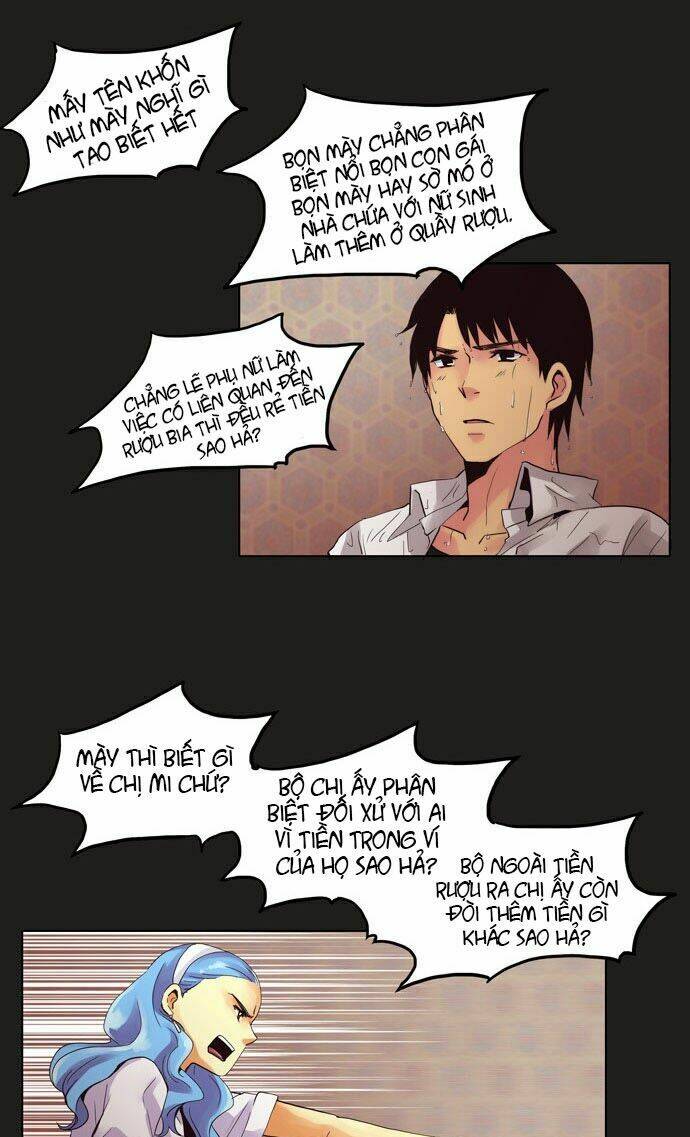 MẤY TÊN KHỐN
NHƯ MÀY NGHĨ GÌ
TAO BIẾT HẾT
BỌN MÀY CHẲNG PHÂN
BIỆT NỔI BỌN CON GÁI
BỌN MÀY HAY SỜ MÓ Ở
NHÀ CHỨA VỚI NỮ SINH
LÀM THÊM Ở QUẦY RƯỢU.
CHẲNG LẼ PHỤ NỮ LÀM
VIỆC CÓ LIÊN QUAN ĐẾN
RƯỢU BIA THÌ ĐỀU RẺ TIỀN
SAO HẢ?
MÀY THÌ BIẾT GÌ
VỀ CHỊ MI CHỨ?
BỘ CHỊ ẤY PHÂN
BIỆT ĐỐI XỬ VỚI AI
VÌ TIỀN TRONG VÍ
CỦA HỌ SAO HẢ?
BỘ NGOÀI TIỀN
RƯỢU RA CHỊ ẤY CÒN
ĐÒI THÊM TIỀN GÌ
KHÁC SAO HẢ?